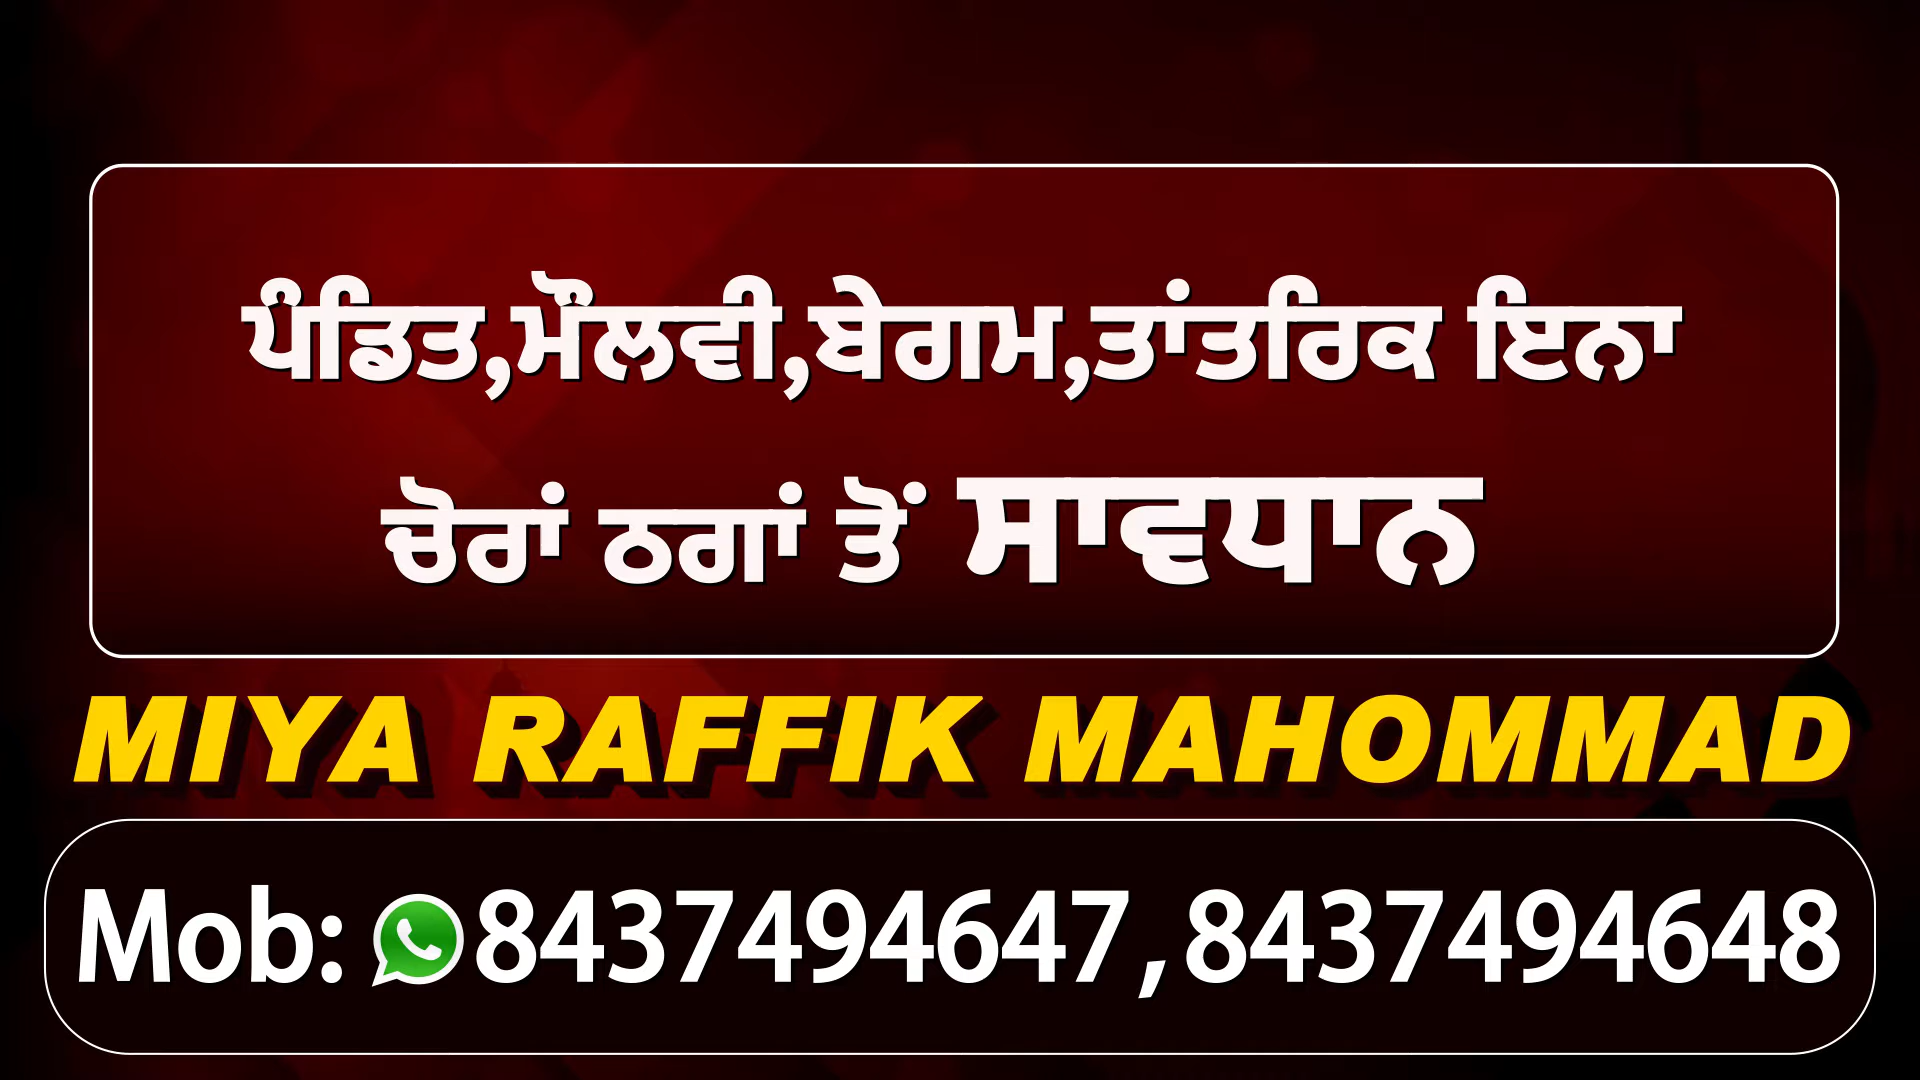 ਪੰਡਿਤ,ਮੌਲਵੀ,ਬੇਗਮ,ਤਾਂਤਰਿਕ ਇਨਾ
ਚੋਰਾਂ ਠਗਾਂ ਤੋਂ ਸਾਵਧਾਨ
MIYA RAFFIK MAHOMMAD
Mob: 8437494647, 8437494648